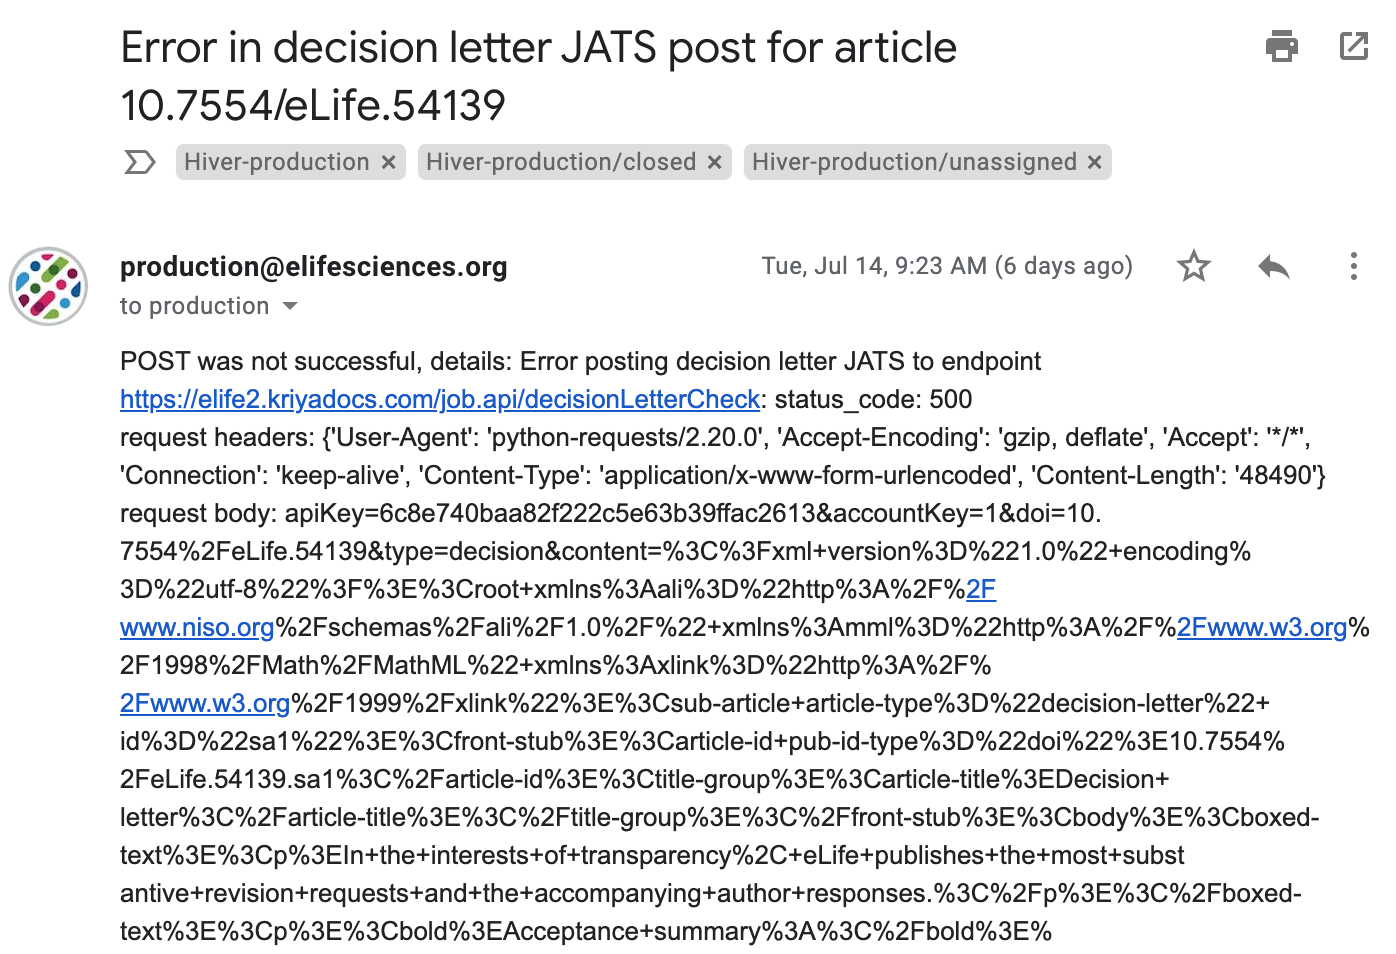 Error in decision letter JATS post for article
10.7554/eLife.54139
Hiver-production × Hiver-production/closed × Hiver-production/unassigned ×
production@elifesciences.org Tue, Jul 14, 9:23 AM (6 days ago)
to production
POST was not successful, details: Error posting decision letter JATS to endpoint
https://elife2.kriyadocs.com/job.api/decisionLetterCheck: status_code: 500
request headers: {'User-Agent': 'python-requests/2.20.0', 'Accept-Encoding': 'gzip, deflate', 'Accept': '*/*',
'Connection': 'keep-alive', 'Content-Type': 'application/x-www-form-urlencoded', 'Content-Length': '48490'}
request body: apiKey=6c8e740baa82f222c5e63b39ffac2613&accountKey=1&doi=10.
7554%2FeLife.54139&type=decision&content=%3C%3Fxml+version%3D%221.0%22+encoding%
3D%22utf-8%22%3F%3E%3Croot+xmlns%3Aali%3D%22http%3A%2F%2F
www.niso.org%2Fschemas%2Fali%2F1.0%2F%22+xmlns%3Amml%3D%22http%3A%2F%2Fwww.w3.org%
2F1998%2FMath%2FMathML%22+xmlns%3Axlink%3D%22http%3A%2F%
2Fwww.w3.org%2F1999%2Fxlink%22%3E%3Csub-article+article-type%3D%22decision-letter%22+
id%3D%22sa1%22%3E%3Cfront-stub%3E%3Carticle-id+pub-id-type%3D%22doi%22%3E10.7554%
2FeLife.54139.sa1%3C%2Farticle-id%3E%3Ctitle-group%3E%3Carticle-title%3EDecision+
letter%3C%2Farticle-title%3E%3C%2Ftitle-group%3E%3C%2Ffront-stub%3E%3Cbody%3E%3Cboxed-
text%3E%3Cp%3EIn+the+interests+of+transparency%2C+eLife+publishes+the+most+subst
antive+revision+requests+and+the+accompanying+author+responses.%3C%2Fp%3E%3C%2Fboxed-
text%3E%3Cp%3E%3Cbold%3EAcceptance+summary%3A%3C%2Fbold%3E%